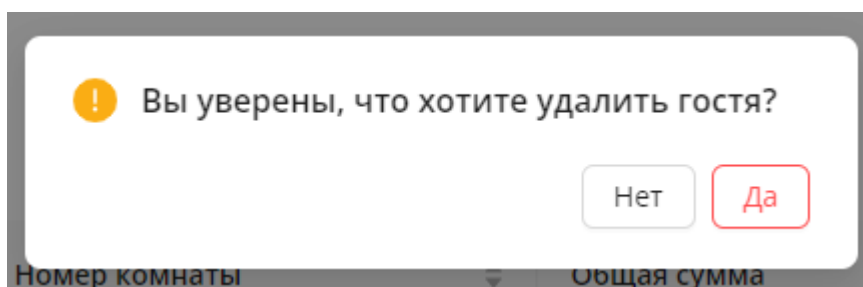 Вы уверены, что хотите удалить гостя?
Нет Да
Номер комнаты Общая сумма